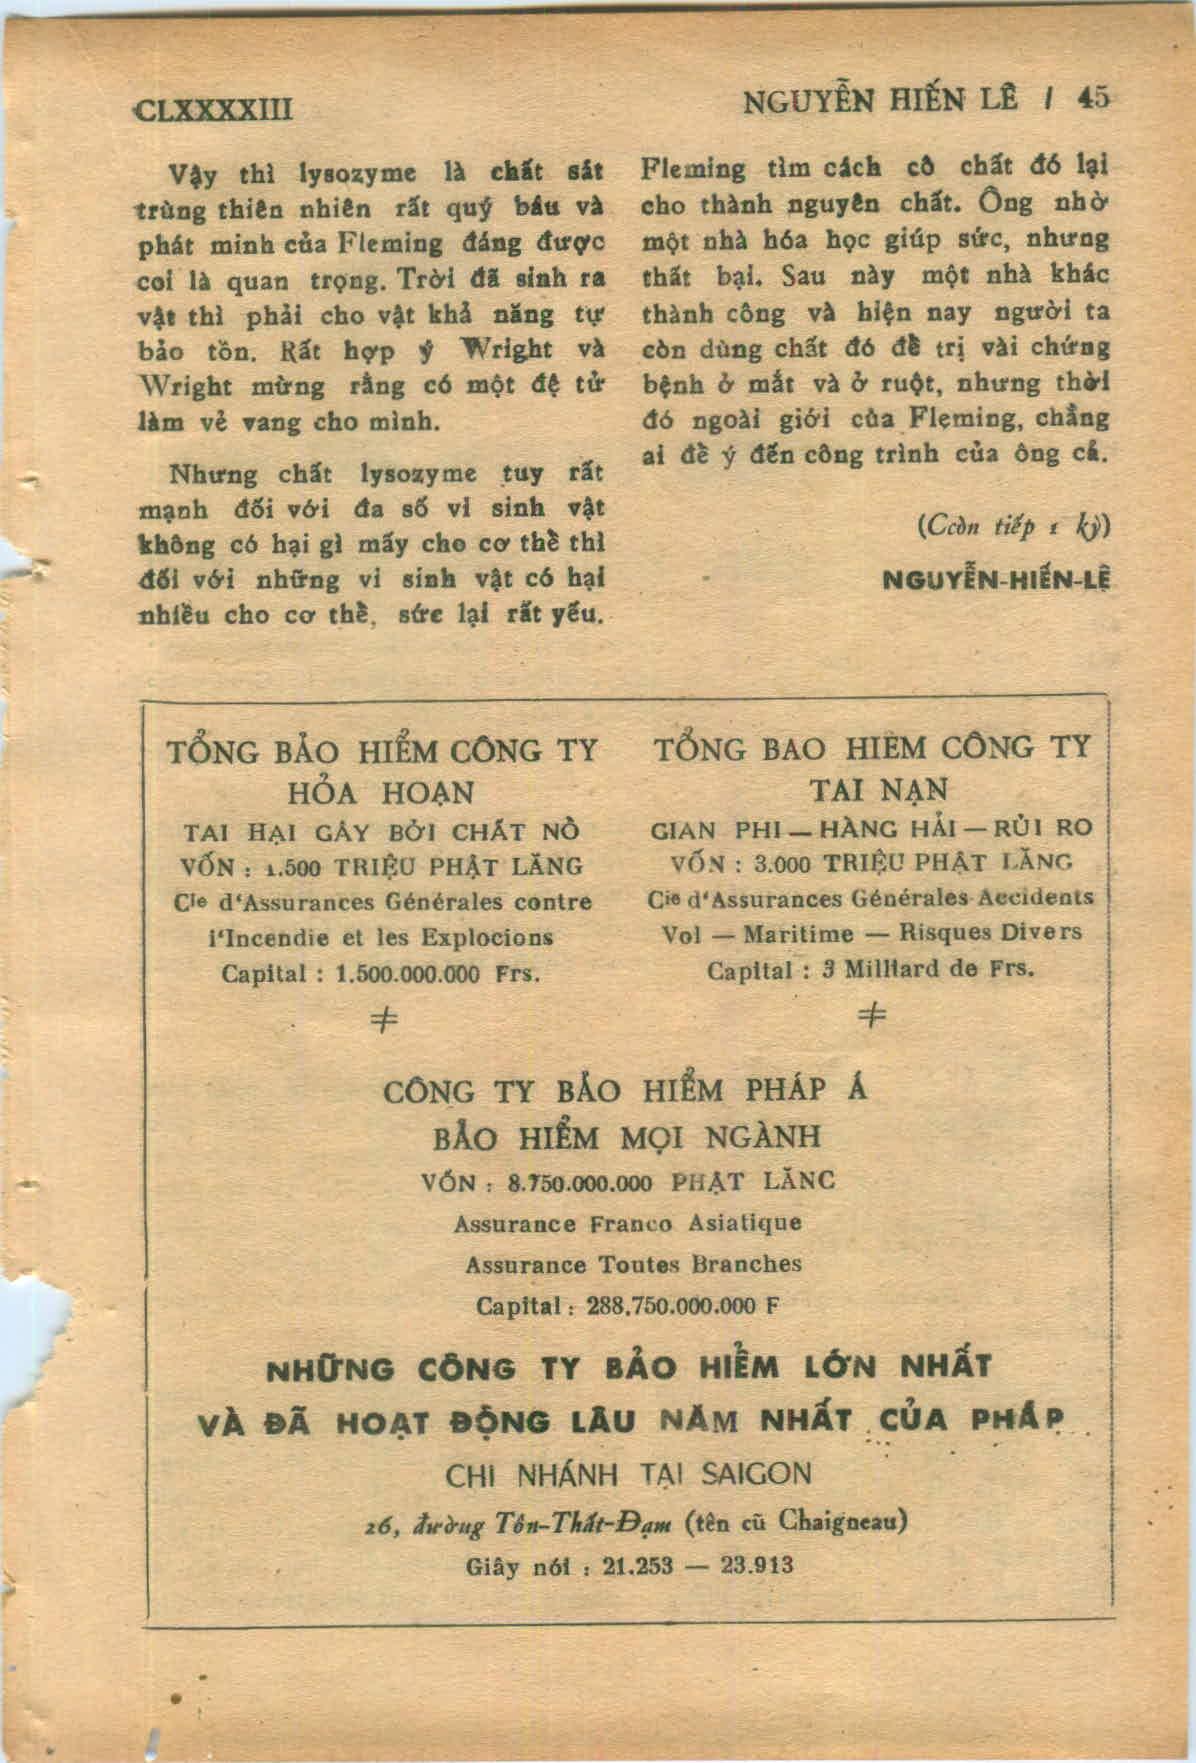 CLXXXXIII
NGUYỄN HIẾN LÊ / 45
Vậy thì lysozyme là chất sát
trùng thiên nhiên rất quý báu và
phát minh của Fleming đáng được
coi là quan trọng. Trời đã sinh ra
vật thì phải cho vật khả năng tự
bảo tồn. Rất hợp ý Wright và
Wright mừng rằng có một đệ tử
làm vẻ vang cho mình.
Nhưng chất lysozyme tuy rất
mạnh đối với đa số vi sinh vật
không có hại gì mấy cho cơ thể thì
đối với những vi sinh vật có hại
nhiều cho cơ thể, sức lại rất yếu.
Fleming tìm cách cô chất đó lại
cho thành nguyên chất. Ông nhờ
một nhà hóa học giúp sức, nhưng
thất bại. Sau này một nhà khác
thành công và hiện nay người ta
còn dùng chất đó để trị vài chứng
bệnh ở mắt và ở ruột, nhưng thời
đó ngoài giới của Fleming, chẳng
ai để ý đến công trình của ông cả.
(Ccòn tiếp 1 kỳ)
NGUYỄN-HIẾN-LÊ
TỔNG BẢO HIỂM CÔNG TY
HỎA HOẠN
TAI HẠI GÂY BỞI CHẤT NỔ
VỐN : 1.500 TRIỆU PHẬT LĂNG
Cie d'Assurances Générales contre
i'Incendie et les Explocions
Capital : 1.500.000.000 Frs.
≠
TỔNG BAO HIỂM CÔNG TY
TAI NẠN
GIAN PHI — HÀNG HẢI — RỦI RO
VỐN : 3.000 TRIỆU PHẬT LĂNG
Cie d'Assurances Générales Accidents
Vol — Maritime — Risques Divers
Capital : 3 Milliard de Frs.
≠
CÔNG TY BẢO HIỂM PHÁP Á
BẢO HIỂM MỌI NGÀNH
VỐN : 8.750.000.000 PHẬT LĂNG
Assurance Franco Asiatique
Assurance Toutes Branches
Capital : 288.750.000.000 F
NHỮNG CÔNG TY BẢO HIỂM LỚN NHẤT
VÀ ĐÃ HOẠT ĐỘNG LÂU NĂM NHẤT CỦA PHÁP
CHI NHÁNH TẠI SAIGON
26, đường Tôn-Thất-Đạm (tên cũ Chaigneau)
Giây nói : 21.253 — 23.913